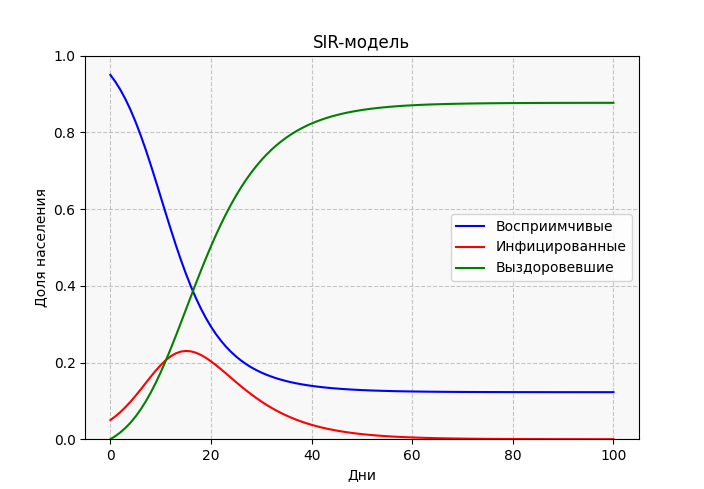 SIR-модель
1.0
0.8
0.6
0.4
0.2
0.0
Доля населения
Восприимчивые
Инфицированные
Выздоровевшие
0 20 40 60 80 100
Дни